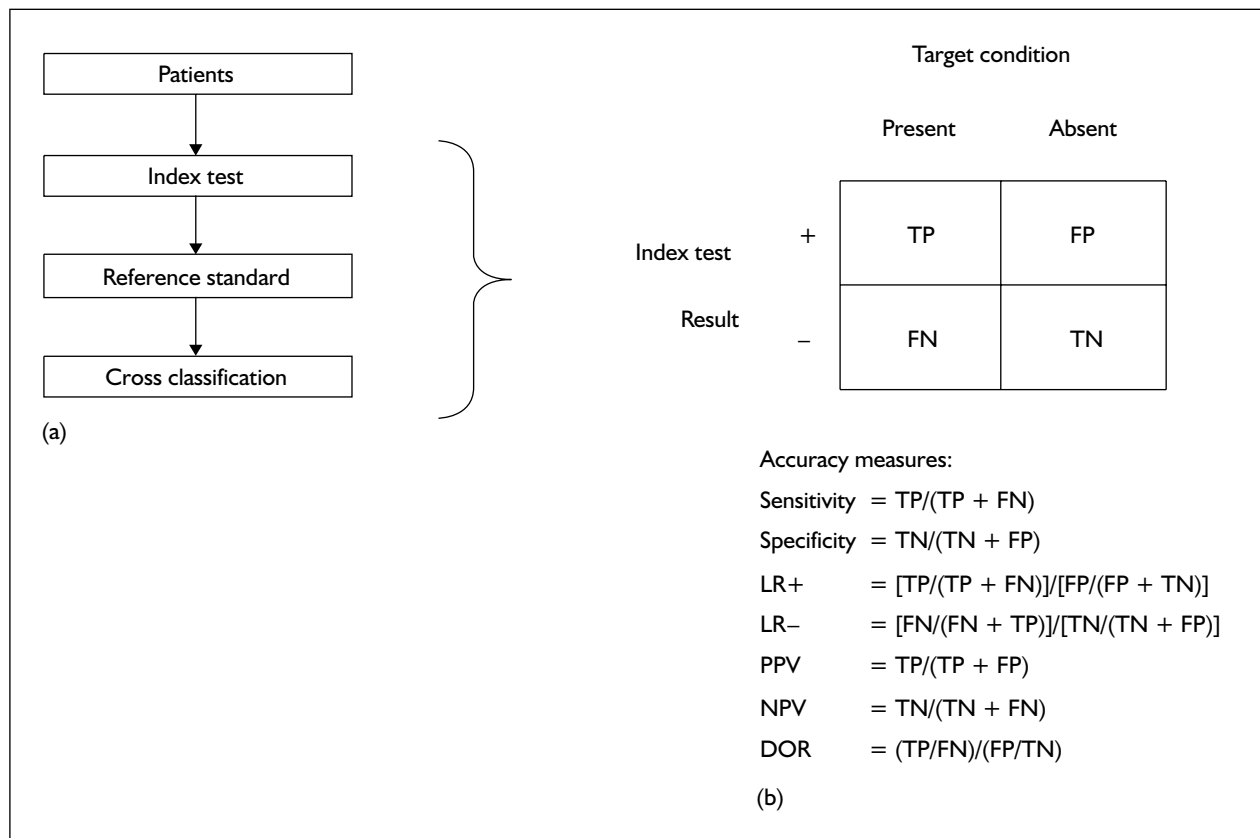 Patients
Index test
Reference standard
Cross classification
(a)
Target condition
Present Absent
Index test
Result
+ TP FP
– FN TN
Accuracy measures:
Sensitivity = TP/(TP + FN)
Specificity = TN/(TN + FP)
LR+ = [TP/(TP + FN)]/[FP/(FP + TN)]
LR– = [FN/(FN + TP)]/[TN/(TN + FP)]
PPV = TP/(TP + FP)
NPV = TN/(TN + FN)
DOR = (TP/FN)/(FP/TN)
(b)